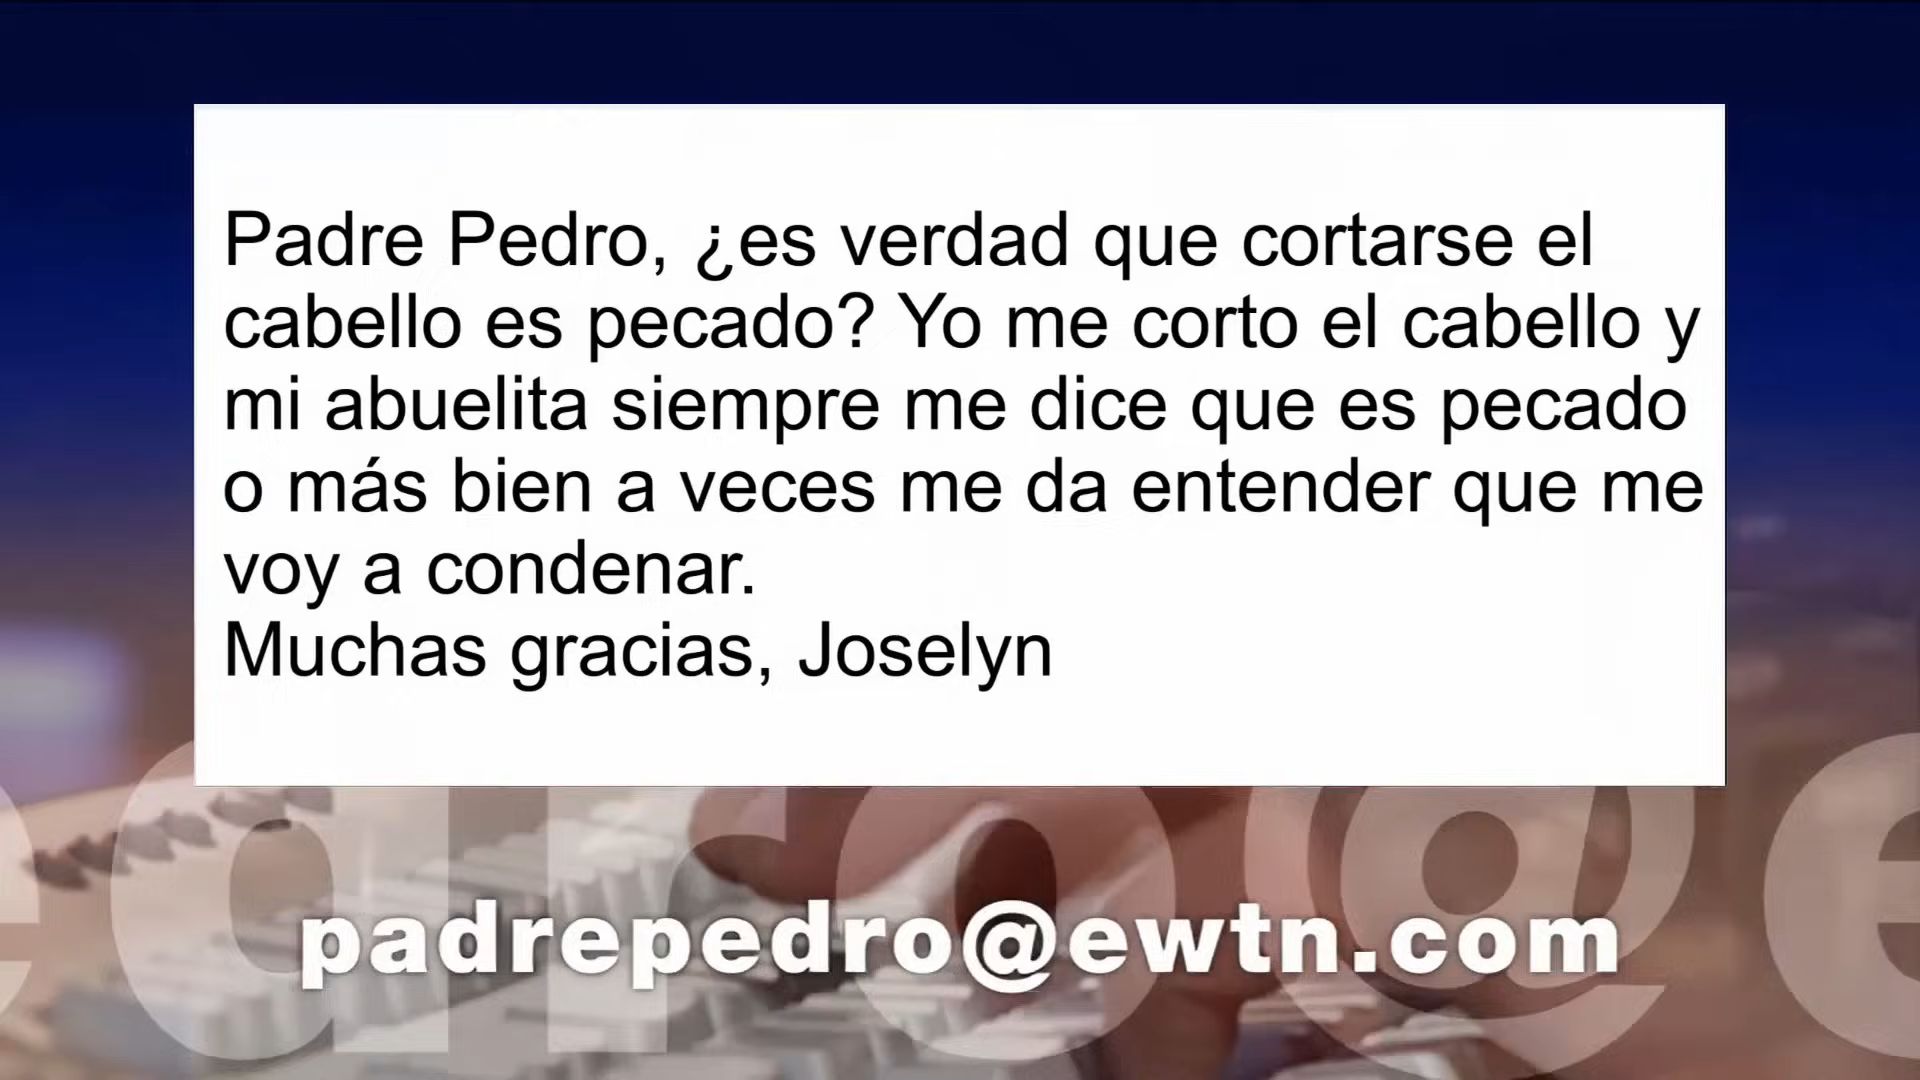 Padre Pedro, ¿es verdad que cortarse el
cabello es pecado? Yo me corto el cabello y
mi abuelita siempre me dice que es pecado
o más bien a veces me da entender que me
voy a condenar.
Muchas gracias, Joselyn
edro@e
padrepedro@ewtn.com